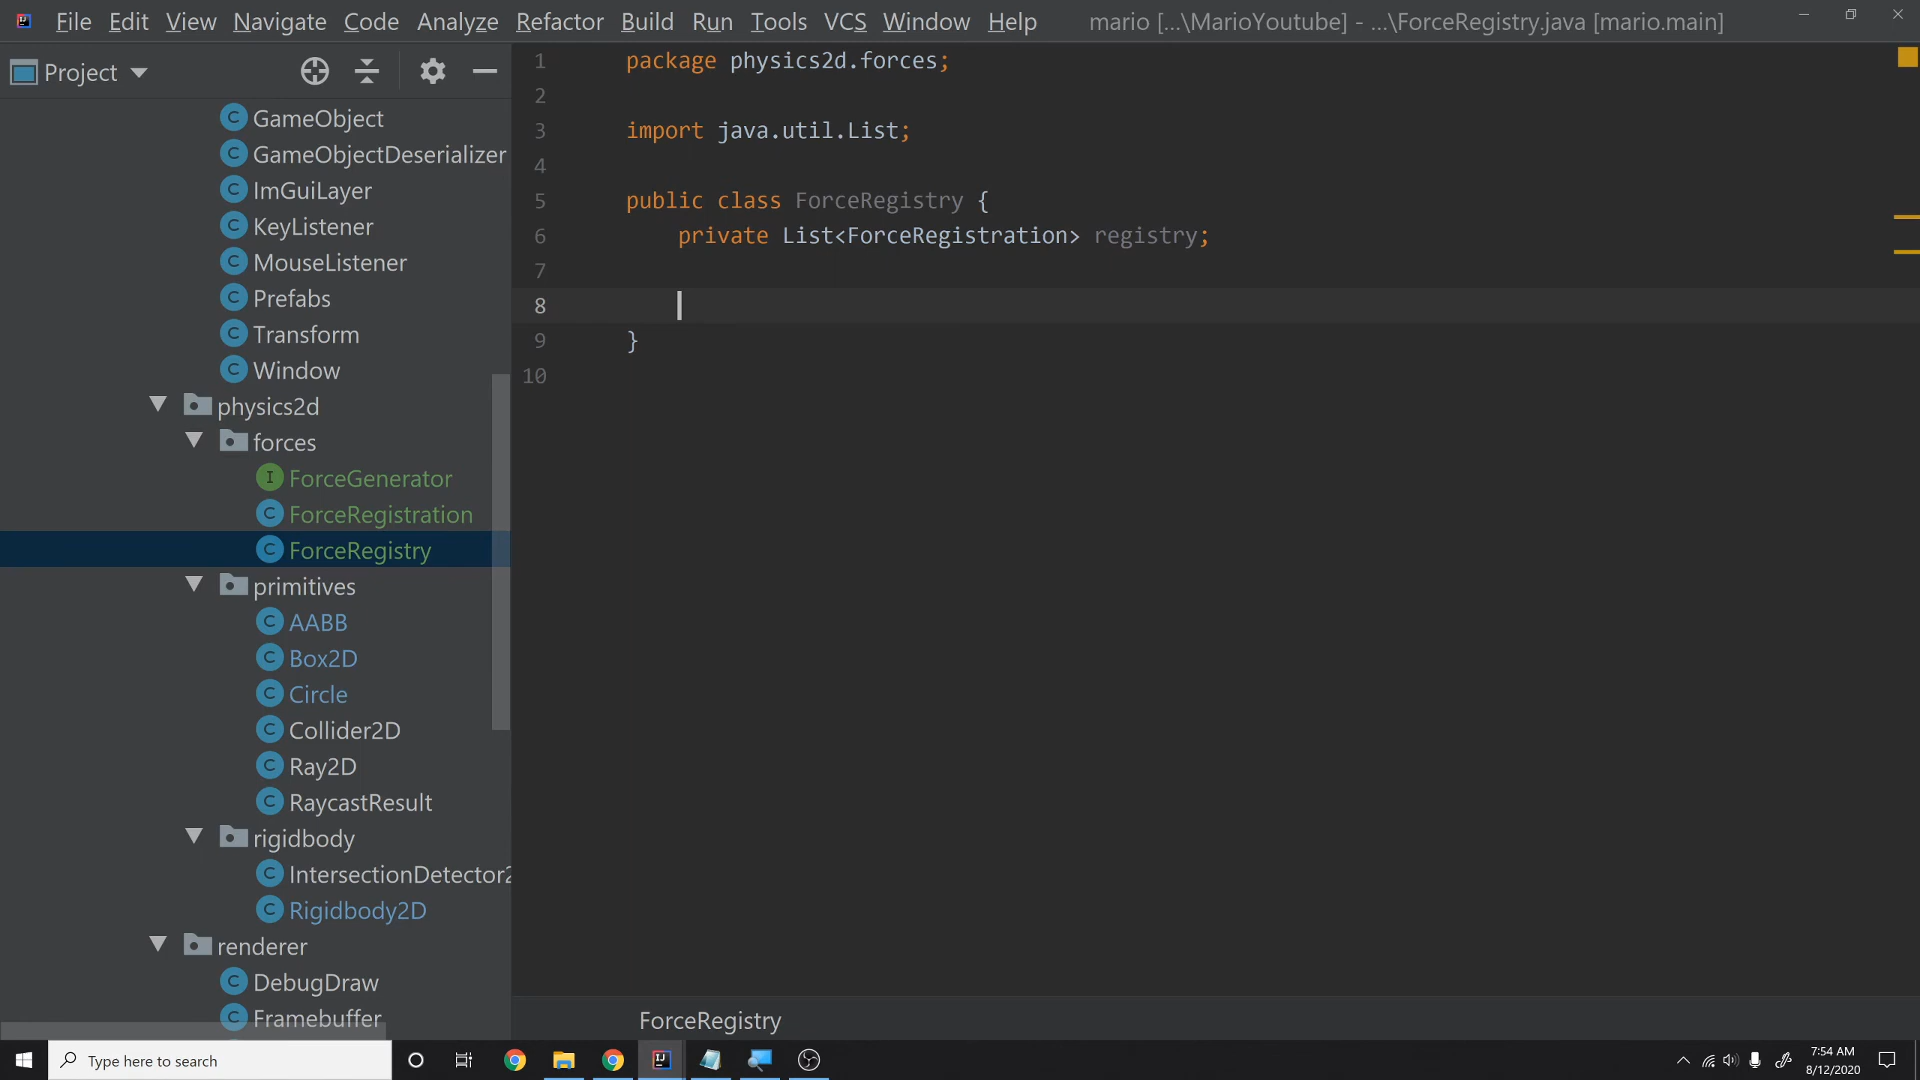 File Edit View Navigate Code Analyze Refactor Build Run Tools VCS Window Help mario [...\MarioYoutube] - ...\ForceRegistry.java [mario.main]
Project
GameObject
GameObjectDeserializer
ImGuiLayer
KeyListener
MouseListener
Prefabs
Transform
Window
physics2d
forces
ForceGenerator
ForceRegistration
ForceRegistry
primitives
AABB
Box2D
Circle
Collider2D
Ray2D
RaycastResult
rigidbody
IntersectionDetector2
Rigidbody2D
renderer
DebugDraw
Framebuffer
1 package physics2d.forces;
2
3 import java.util.List;
4
5 public class ForceRegistry {
6 private List<ForceRegistration> registry;
7
8
9 }
10
ForceRegistry
Type here to search
7:54 AM
8/12/2020